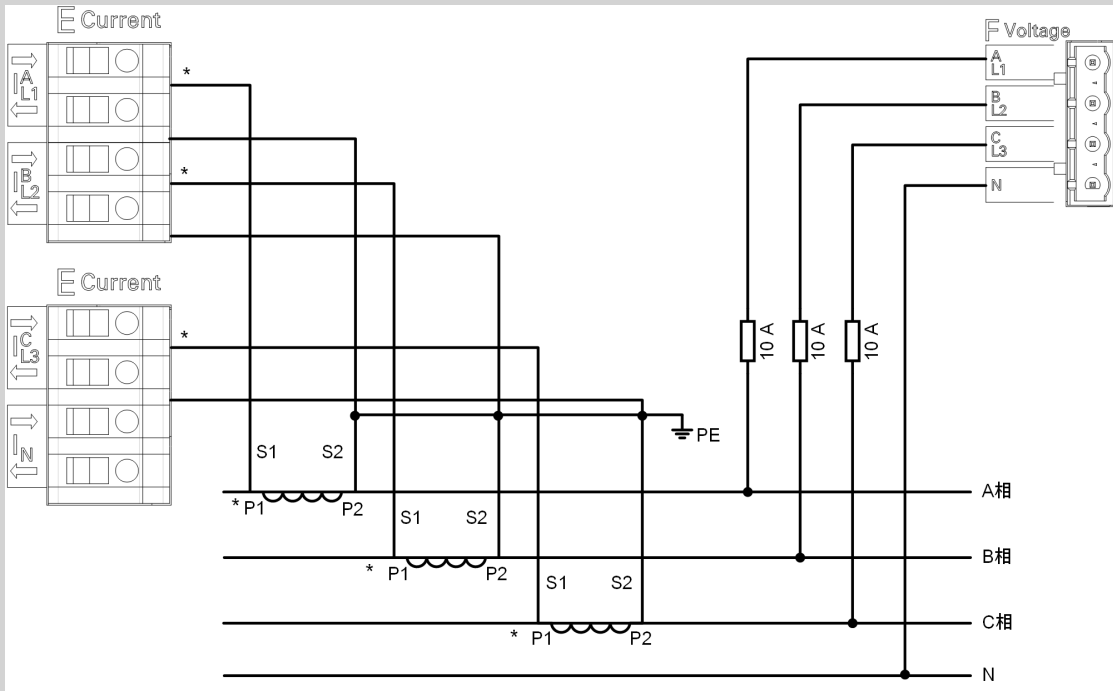 E Current
F Voltage
A
L1
*
I A
L1
B
L2
C
L3
*
I B
L2
N
E Current
*
I C
L3
10 A
10 A
10 A
PE
I N
S1
S2
* P1
P2
A相
S1
S2
* P1
P2
B相
S1
S2
* P1
P2
C相
N